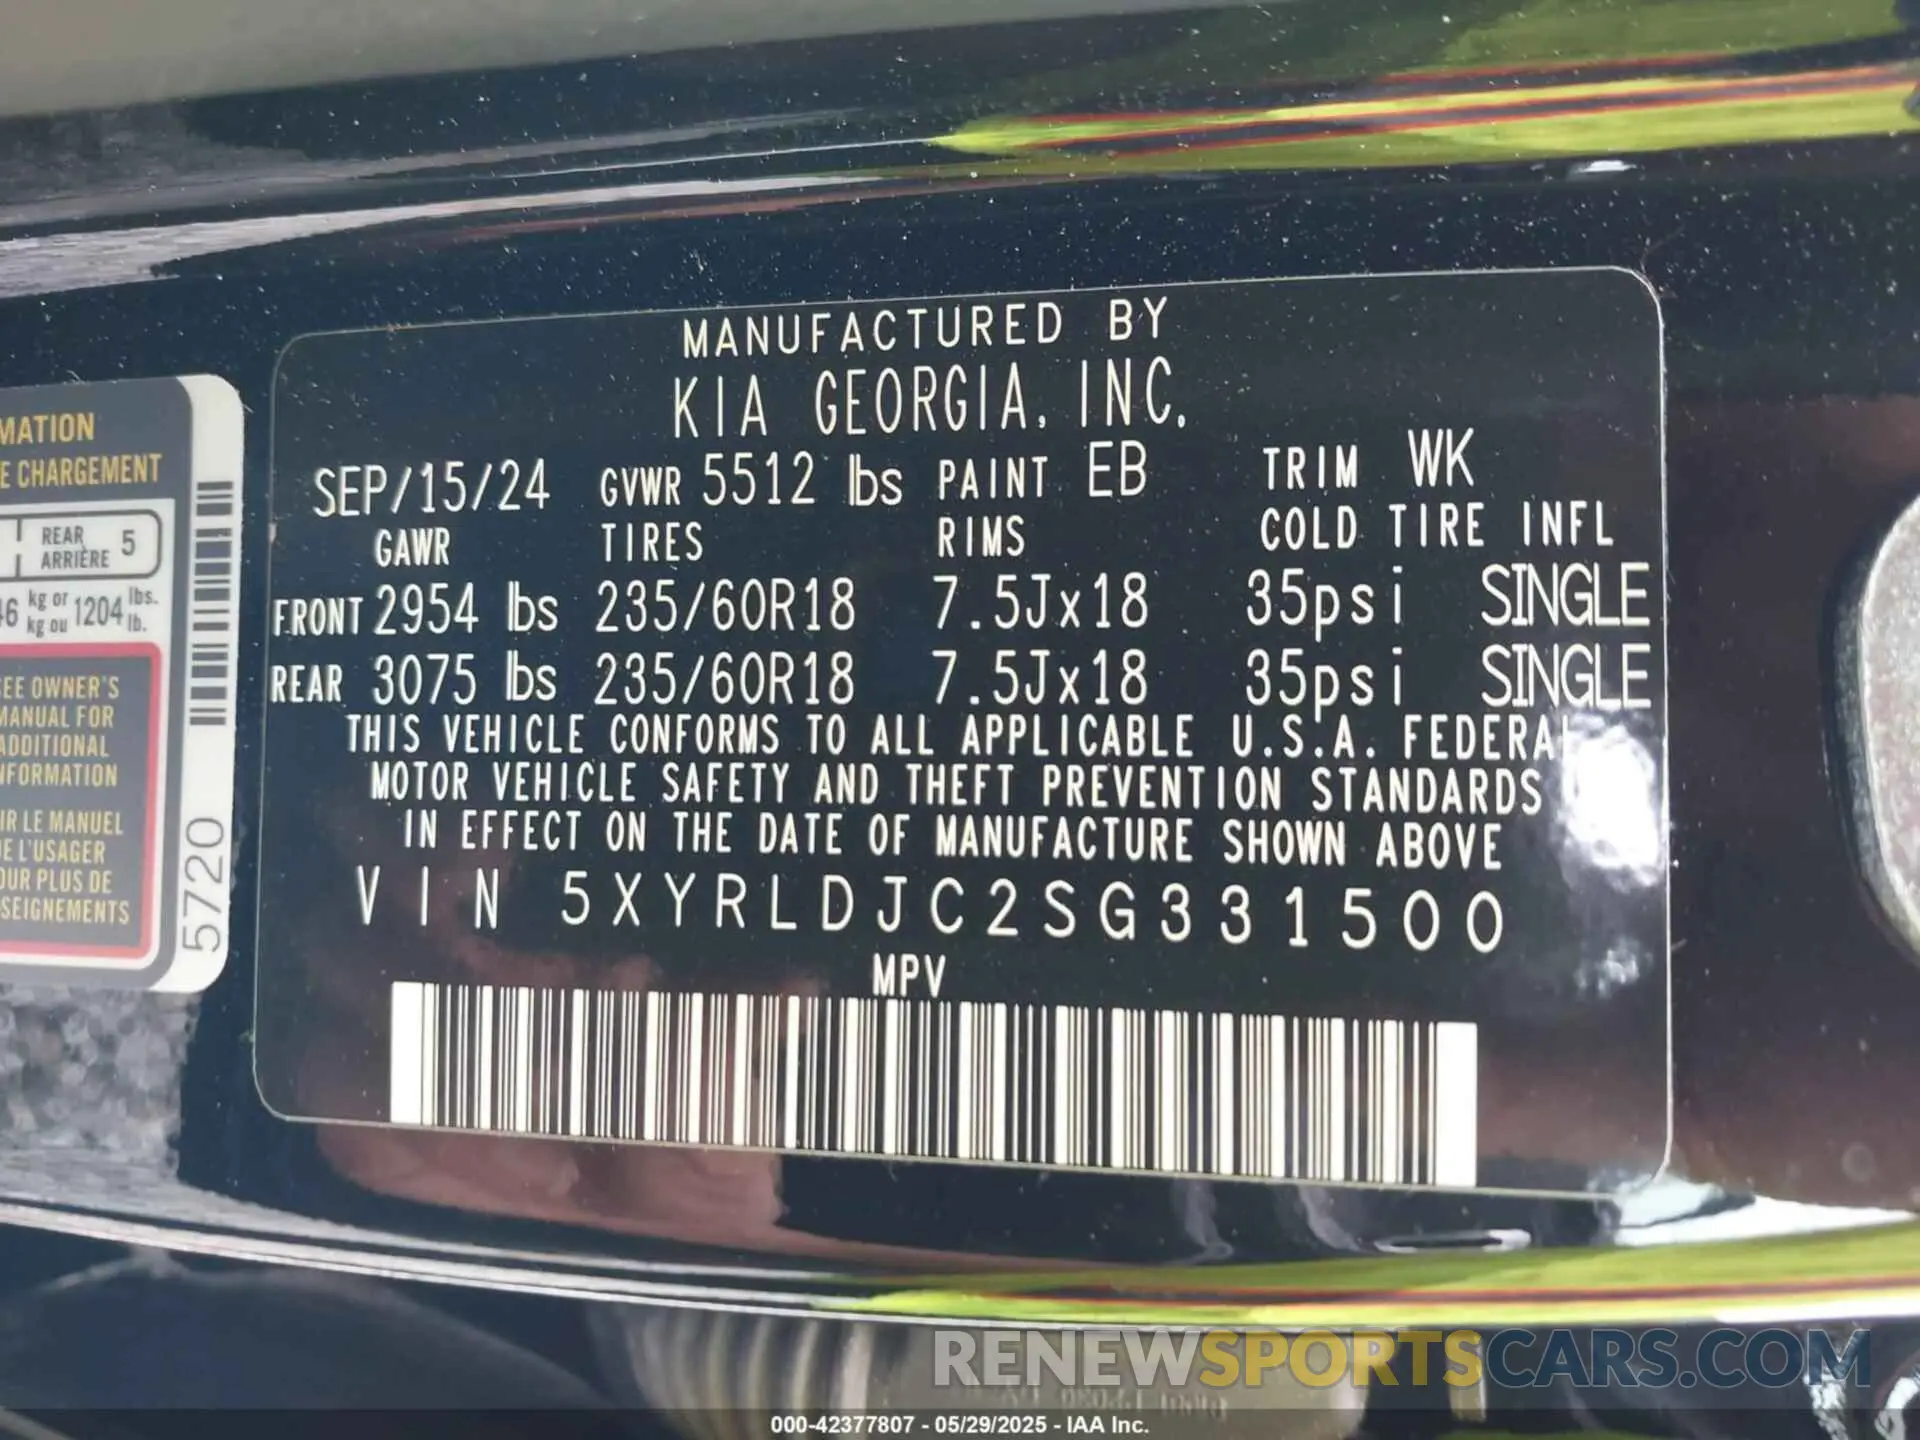 MANUFACTURED BY
KIA GEORGIA, INC.
SEP/15/24 GVWR 5512 lbs PAINT EB TRIM WK
GAWR TIRES RIMS COLD TIRE INFL
FRONT 2954 lbs 235/60R18 7.5Jx18 35psi SINGLE
REAR 3075 lbs 235/60R18 7.5Jx18 35psi SINGLE
THIS VEHICLE CONFORMS TO ALL APPLICABLE U.S.A. FEDERAL
MOTOR VEHICLE SAFETY AND THEFT PREVENTION STANDARDS
IN EFFECT ON THE DATE OF MANUFACTURE SHOWN ABOVE
VIN 5XYRLDJC2SG331500
MPV
MATION
E CHARGEMENT
REAR 5
ARRIÈRE
46 kg or 1204 lbs.
kg ou lb.
SEE OWNER'S
MANUAL FOR
ADDITIONAL
INFORMATION
IR LE MANUEL
DE L'USAGER
OUR PLUS DE
SEIGNEMENTS
5720
RENEWSPORTSCARS.COM
000-42377807 - 05/29/2025 - IAA Inc.